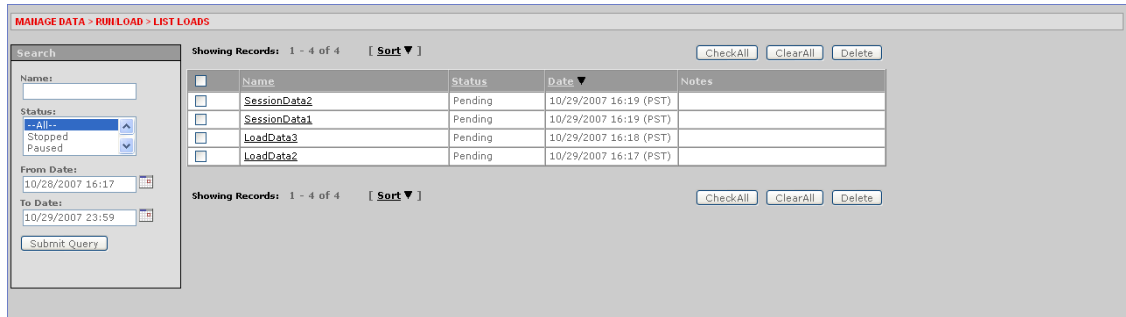 MANAGE DATA > RUN/LOAD > LIST LOADS
Search
Name:
Status:
--All--
Stopped
Paused
From Date:
10/28/2007 16:17
To Date:
10/29/2007 23:59
Submit Query
Showing Records: 1 - 4 of 4 [ Sort ▼ ]
CheckAll ClearAll Delete
Name Status Date ▼ Notes
SessionData2 Pending 10/29/2007 16:19 (PST)
SessionData1 Pending 10/29/2007 16:19 (PST)
LoadData3 Pending 10/29/2007 16:18 (PST)
LoadData2 Pending 10/29/2007 16:17 (PST)
Showing Records: 1 - 4 of 4 [ Sort ▼ ]
CheckAll ClearAll Delete